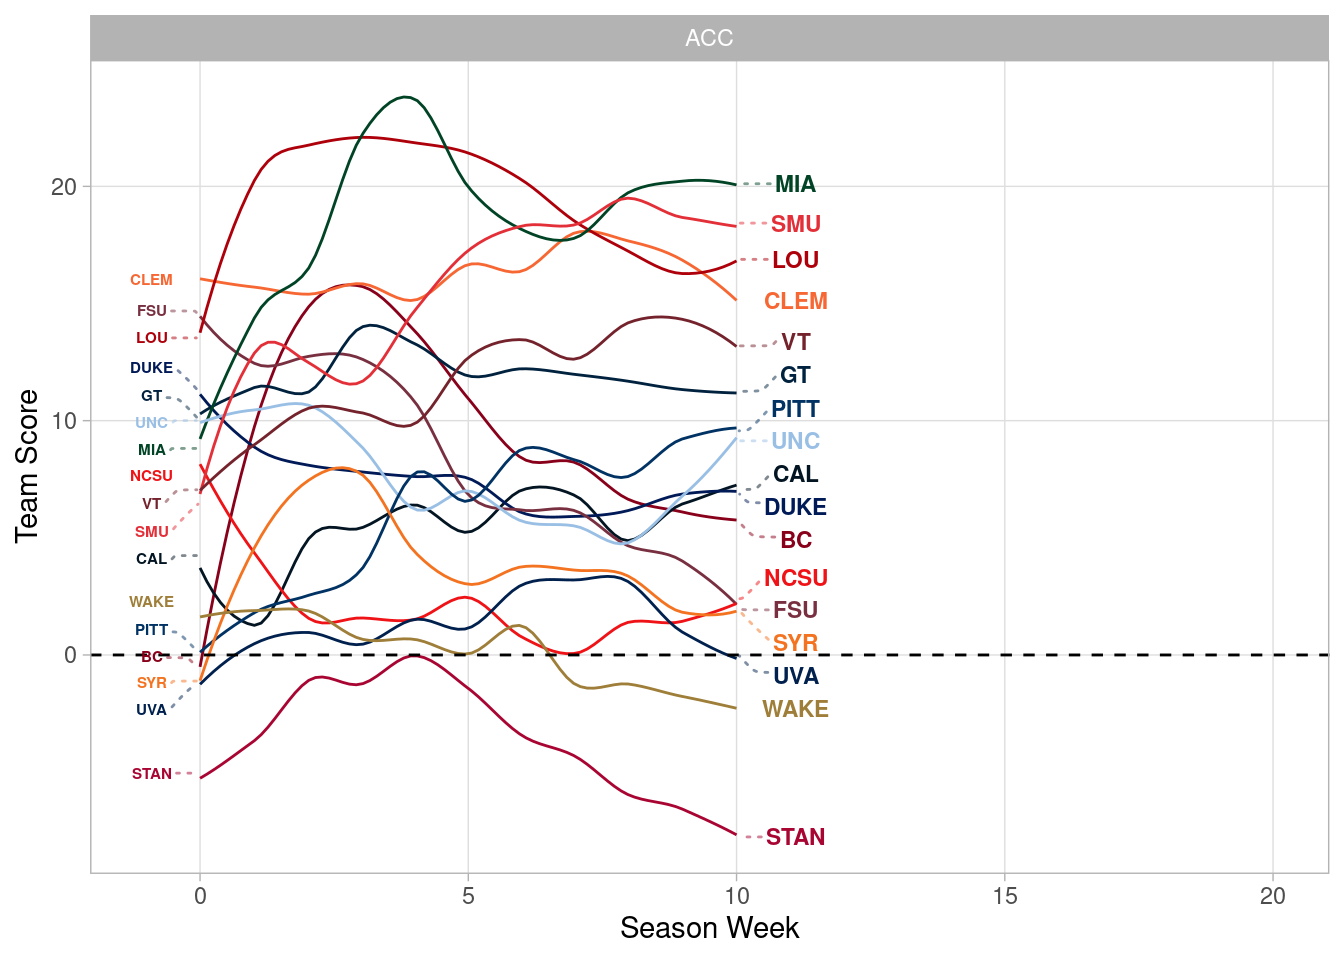 ACC
Team Score
20
10
0
CLEM
FSU
LOU
DUKE
GT
UNC
MIA
NCSU
VT
SMU
CAL
WAKE
PITT
BC
SYR
UVA
STAN
MIA
SMU
LOU
CLEM
VT
GT
PITT
UNC
CAL
DUKE
BC
NCSU
FSU
SYR
UVA
WAKE
STAN
0 5 10 15 20
Season Week